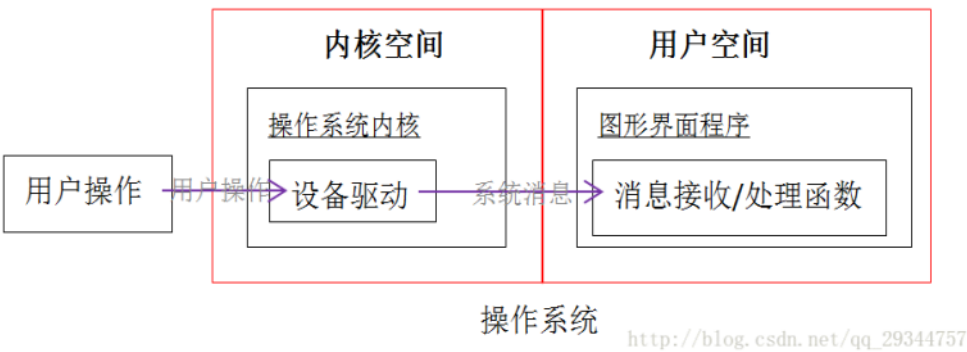 内核空间
用户空间
操作系统内核
图形界面程序
用户操作
用户操作
设备驱动
系统消息
消息接收/处理函数
操作系统
http://blog.csdn.net/qq_29344757